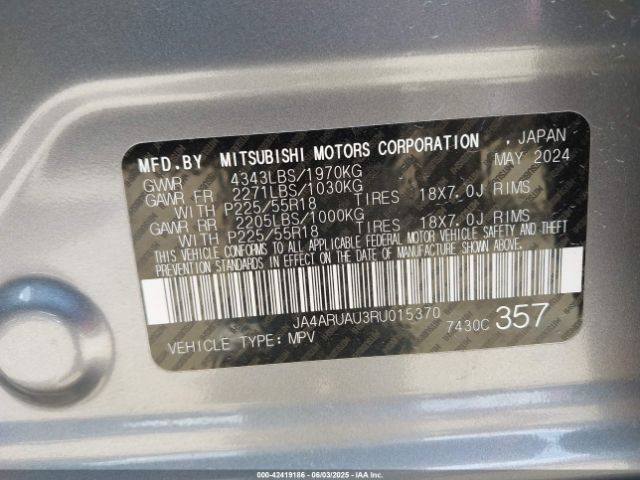 MFD.BY MITSUBISHI MOTORS CORPORATION , JAPAN
GVWR 4343LBS/1970KG MAY 2024
GAWR FR 2271LBS/1030KG
WITH P225/55R18 TIRES 18X7.0J RIMS
GAWR RR 2205LBS/1000KG
WITH P225/55R18 TIRES 18X7.0J RIMS
THIS VEHICLE CONFORMS TO ALL APPLICABLE FEDERAL MOTOR VEHICLE SAFETY AND THEFT
PREVENTION STANDARDS IN EFFECT ON THE DATE OF MANUFACTURE SHOWN ABOVE.
JA4ARUAU3RU015370
7430C 357
VEHICLE TYPE: MPV
000-42419186 - 06/03/2025 - IAA Inc.